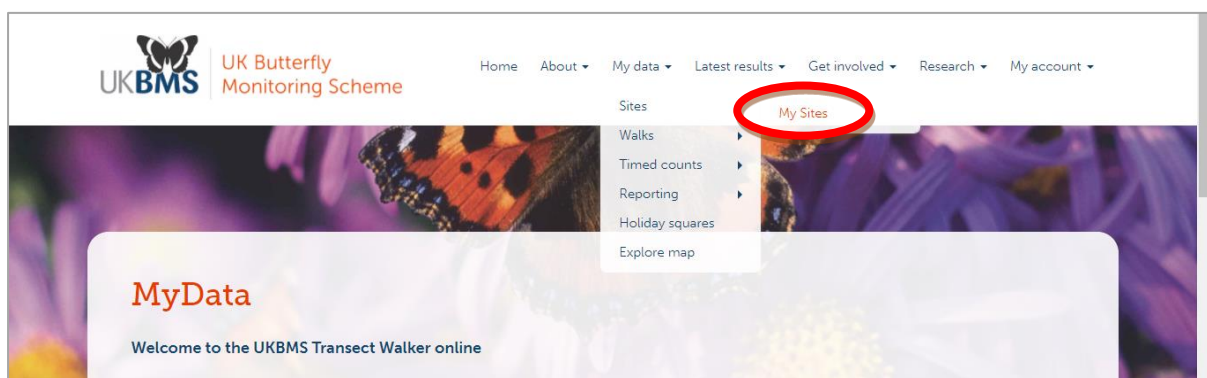 UKBMS
UK Butterfly
Monitoring Scheme
Home About My data Latest results Get involved Research My account
Sites
My Sites
Walks
Timed counts
Reporting
Holiday squares
Explore map
MyData
Welcome to the UKBMS Transect Walker online